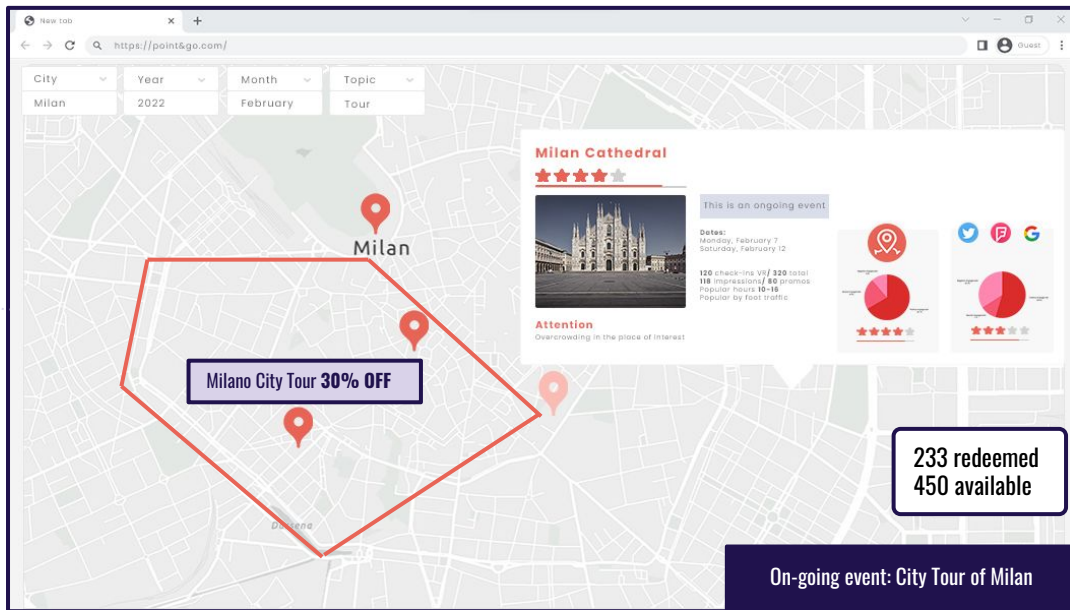 New tab
https://point&go.com/
Guest
City
Year
Month
Topic
Milan
2022
February
Tour
Milan Cathedral
This is an ongoing event
Dates:
Monday, February 7
Saturday, February 12
120 check-ins VR/ 320 total
118 impressions/ 80 promos
Popular hours 10-16
Popular by foot traffic
Attention
Overcrowding in the place of interest
Milan
Milano City Tour 30% OFF
233 redeemed
450 available
On-going event: City Tour of Milan